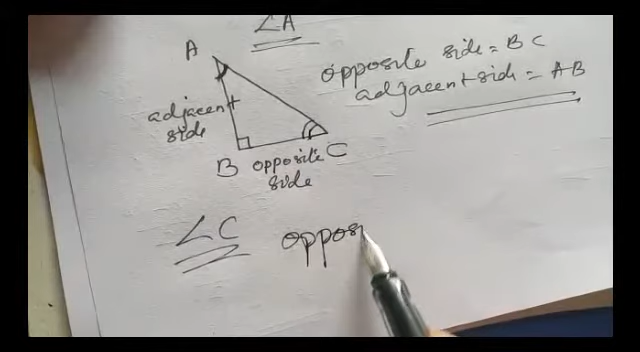 ∠A
A
opposite side = BC
adjacent side = AB
adjacent
side
B opposite C
side
∠C oppos